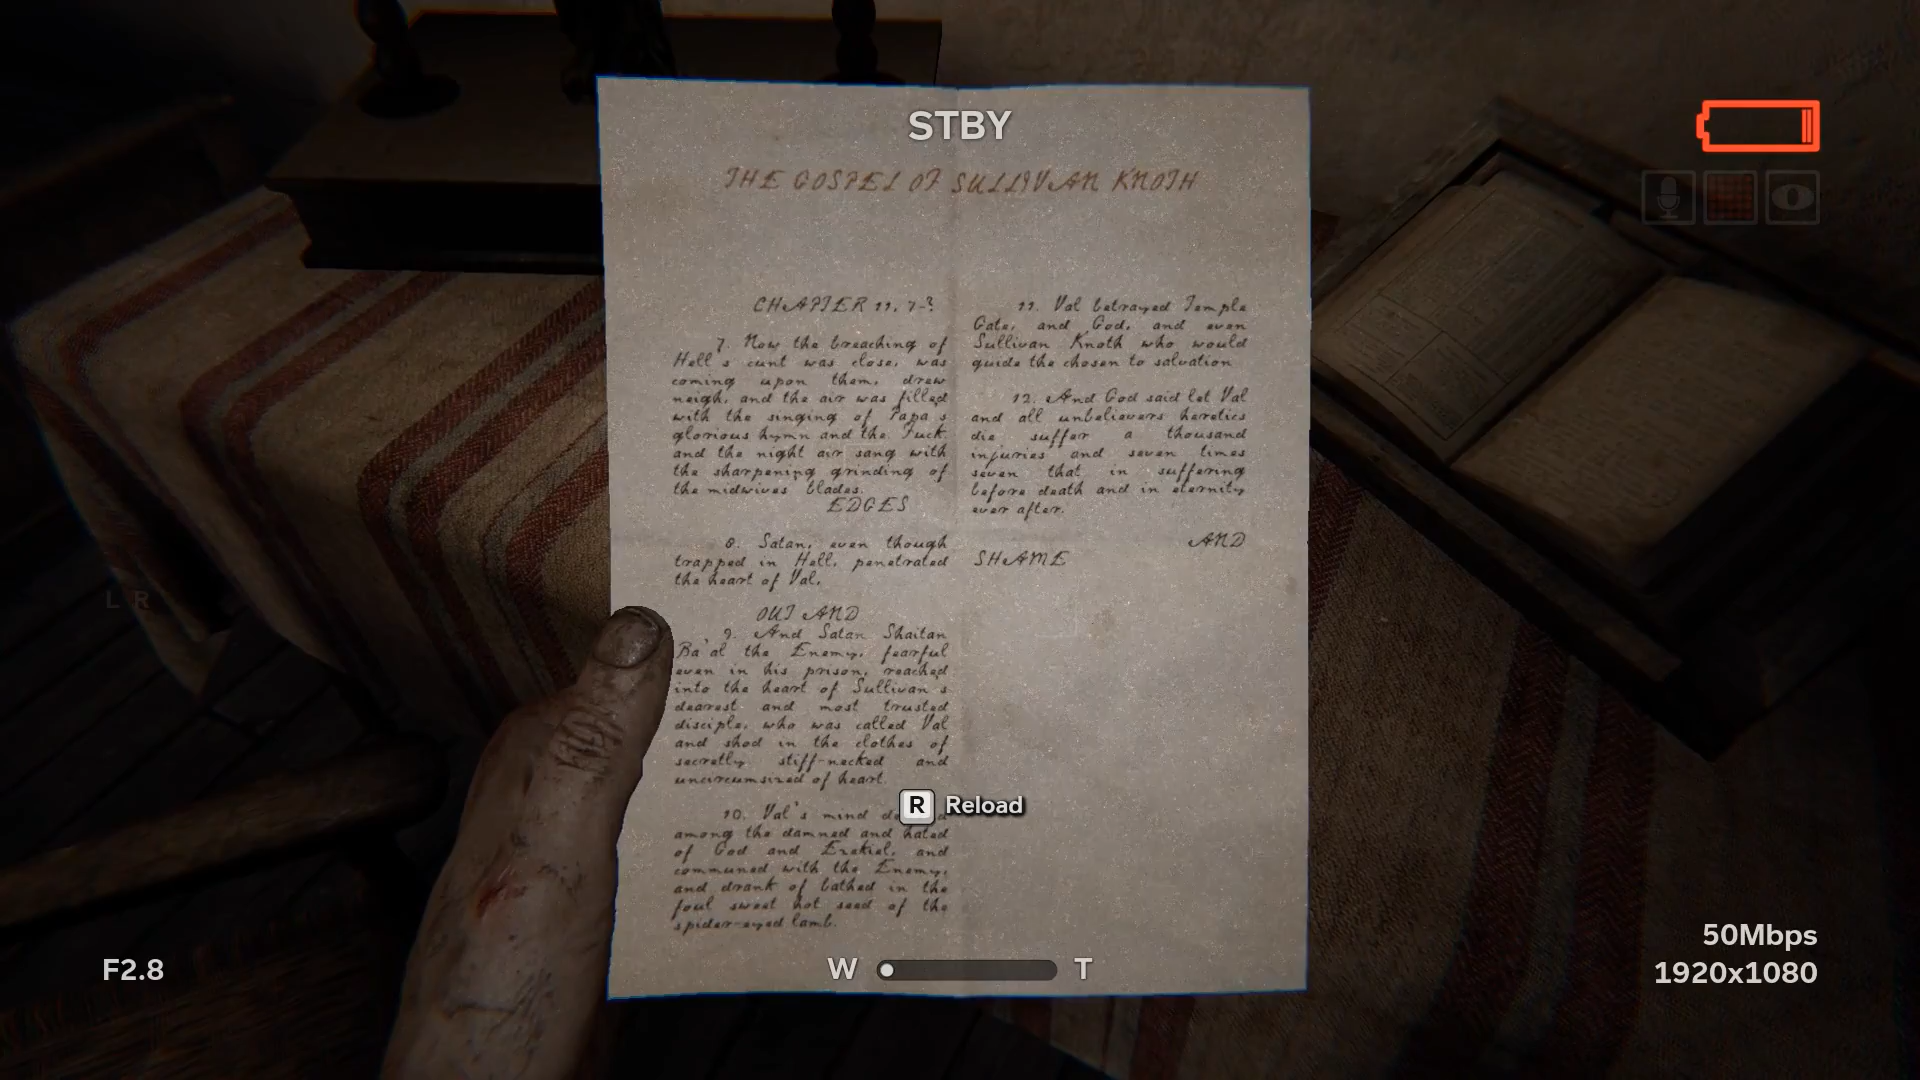 STBY
THE GOSPEL OF SULLIVAN KNOTH
CHAPTER 11, 7-?
7. Now the breaching of
Hell s cunt was close, was
coming upon them, drew
neigh, and the air was filled
with the singing of Papa s
glorious hymn and the Fuck.
and the night air sang with
the sharpening grinding of
the midwives blades.
EDGES
8. Satan, even though
trapped in Hell, penetrated
the heart of Val.
OUT AND
9. And Satan Shaitan
Ba'al the Enemy, fearful
even in his prison, reached
into the heart of Sullivan s
dearest and most trusted
disciple, who was called Val
and shod in the clothes of
secretly stiff-necked and
uncircumsized of heart.
10. Val's mind
among the damned and hated
of God and Ezekiel, and
communed with the Enemy,
and drank of bathed in the
foul sweet hot seed of the
spider-eyed lamb.
11. Val betrayed Temple
Gate, and God, and even
Sullivan Knoth who would
guide the chosen to salvation
12. And God said let Val
and all unbelievers heretics
die suffer a thousand
injuries and seven times
seven that in suffering
before death and in eternity
ever after.
AND
SHAME
R Reload
L R
F2.8
W T
50Mbps
1920x1080